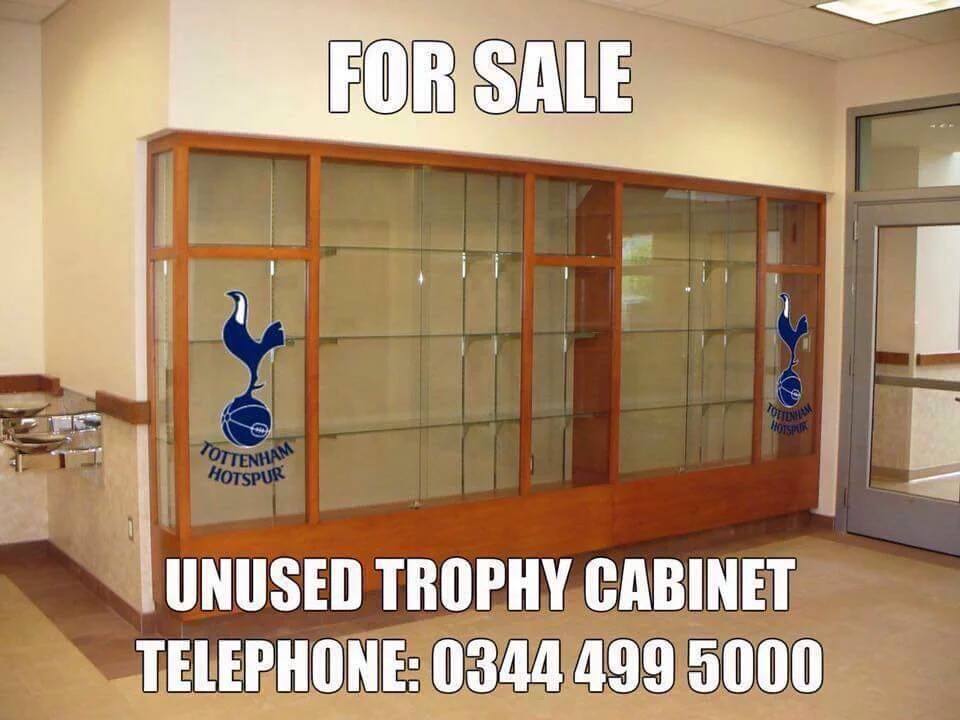 FOR SALE
TOTTENHAM
HOTSPUR
TOTTENHAM
HOTSPUR
UNUSED TROPHY CABINET
TELEPHONE: 0344 499 5000